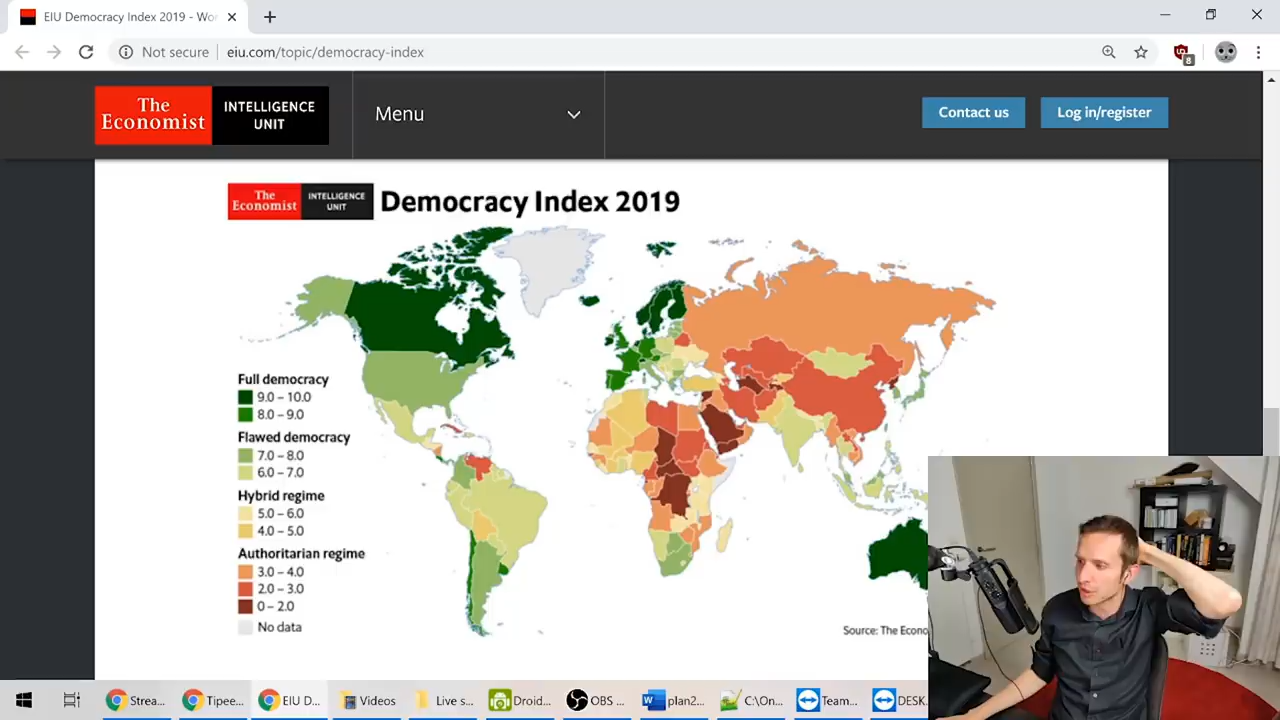 EIU Democracy Index 2019 - Wor
Not secure
eiu.com/topic/democracy-index
8
The
Economist
INTELLIGENCE
UNIT
Menu
Contact us
Log in/register
The
Economist
INTELLIGENCE
UNIT
Democracy Index 2019
Full democracy
9.0 – 10.0
8.0 – 9.0
Flawed democracy
7.0 – 8.0
6.0 – 7.0
Hybrid regime
5.0 – 6.0
4.0 – 5.0
Authoritarian regime
3.0 – 4.0
2.0 – 3.0
0 – 2.0
No data
Source: The Econo
Strea...
Tipee...
EIU D...
Videos
Live s...
Droid...
OBS ...
plan2...
C:\On...
Team...
DESK